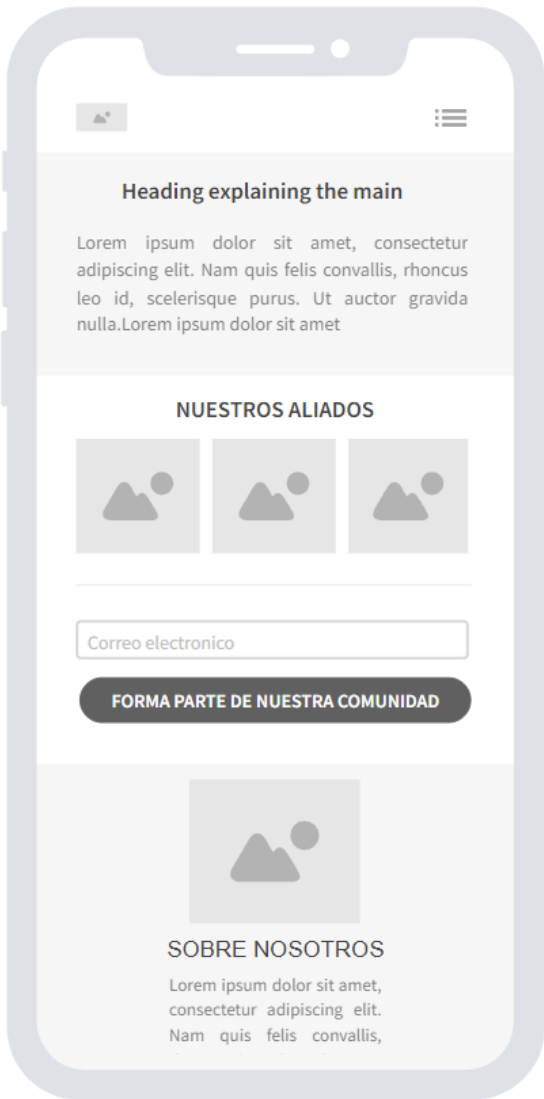 Heading explaining the main
Lorem ipsum dolor sit amet, consectetur
adipiscing elit. Nam quis felis convallis, rhoncus
leo id, scelerisque purus. Ut auctor gravida
nulla.Lorem ipsum dolor sit amet
NUESTROS ALIADOS
Correo electronico
FORMA PARTE DE NUESTRA COMUNIDAD
SOBRE NOSOTROS
Lorem ipsum dolor sit amet,
consectetur adipiscing elit.
Nam quis felis convallis,